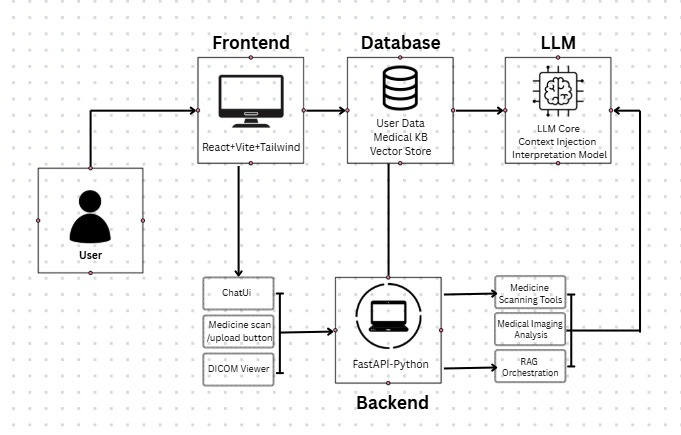 Frontend
Database
LLM
React+Vite+Tailwind
User Data
Medical KB
Vector Store
LLM Core
Context Injection
Interpretation Model
User
ChatUi
Medicine scan
/upload button
DICOM Viewer
FastAPI-Python
Backend
Medicine
Scanning Tools
Medical Imaging
Analysis
RAG
Orchestration